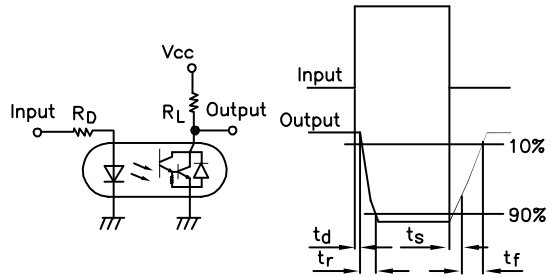 Vcc
Input
RD
RL
Output
Input
Output
10%
90%
td
ts
tr
tf